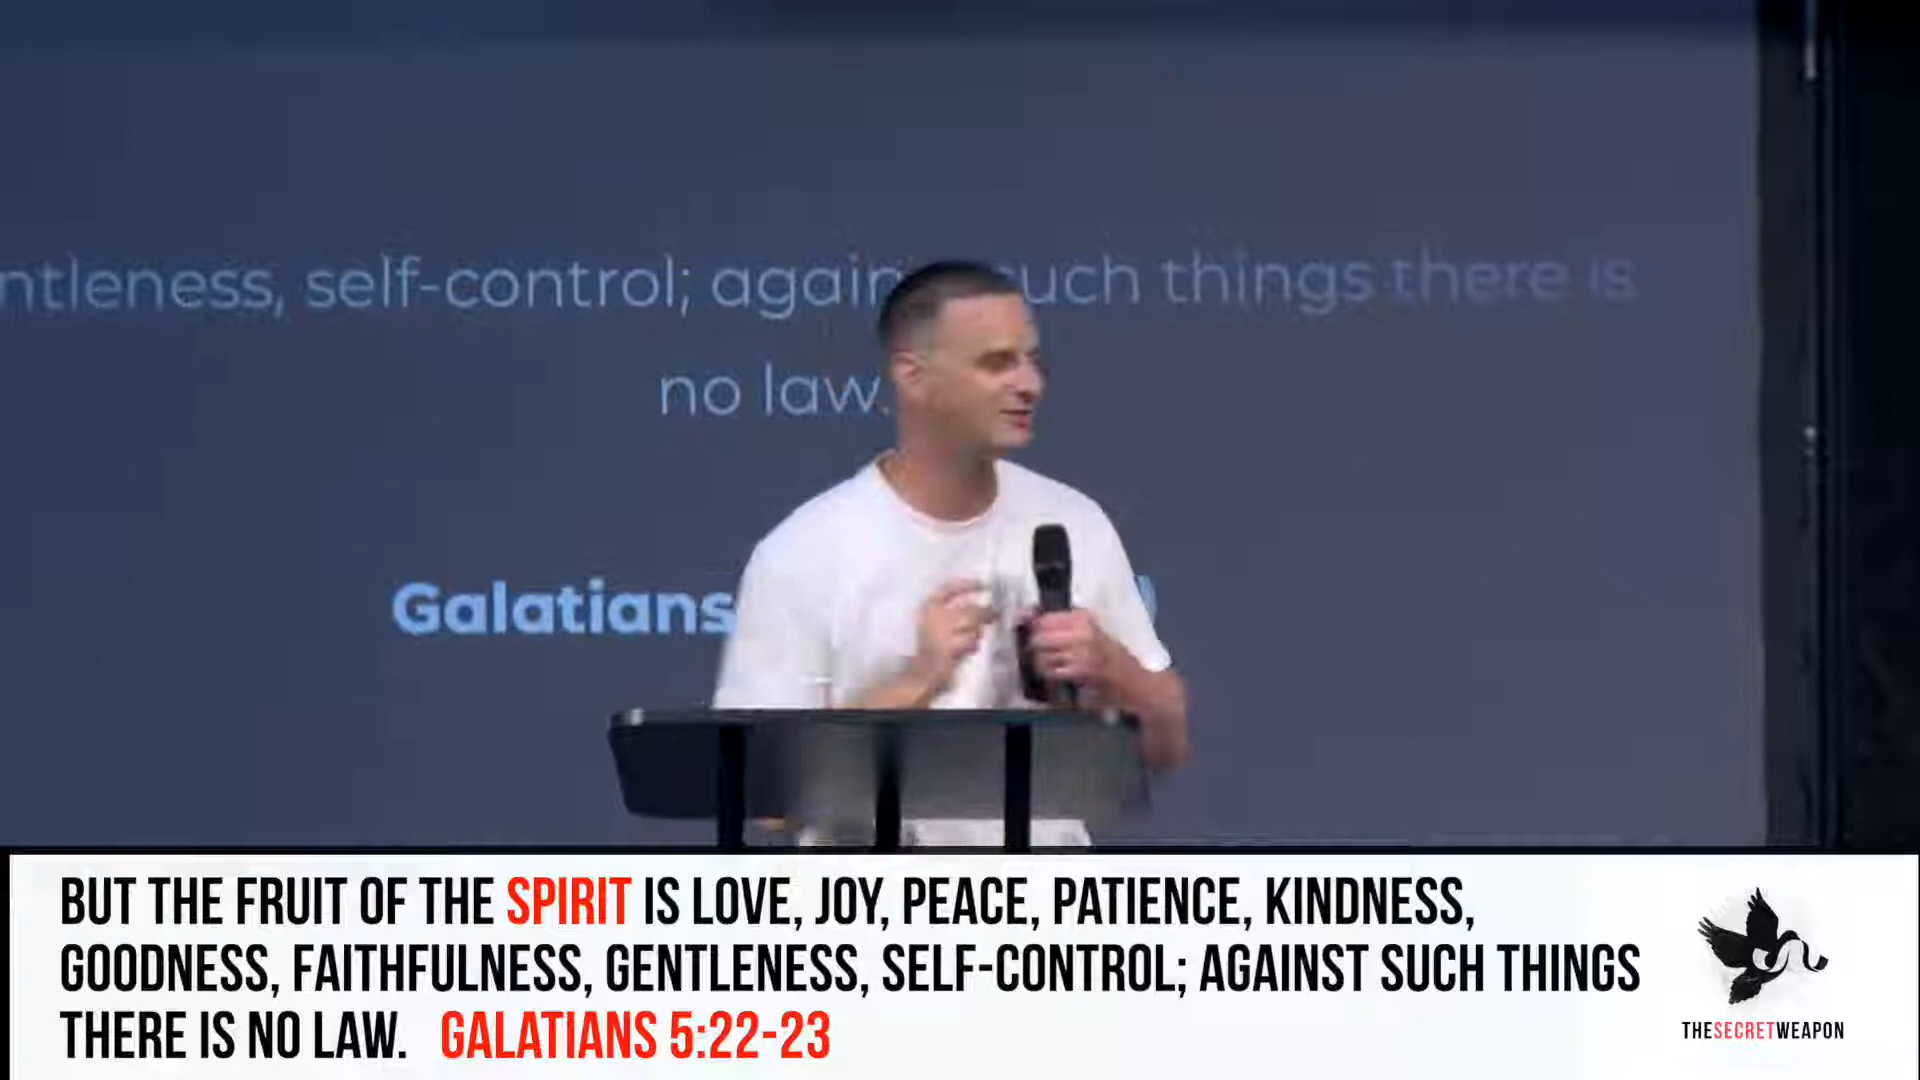 ntleness, self-control; again such things there is
no law.
Galatians
BUT THE FRUIT OF THE SPIRIT IS LOVE, JOY, PEACE, PATIENCE, KINDNESS,
GOODNESS, FAITHFULNESS, GENTLENESS, SELF-CONTROL; AGAINST SUCH THINGS
THERE IS NO LAW. GALATIANS 5:22-23
THESECRETWEAPON